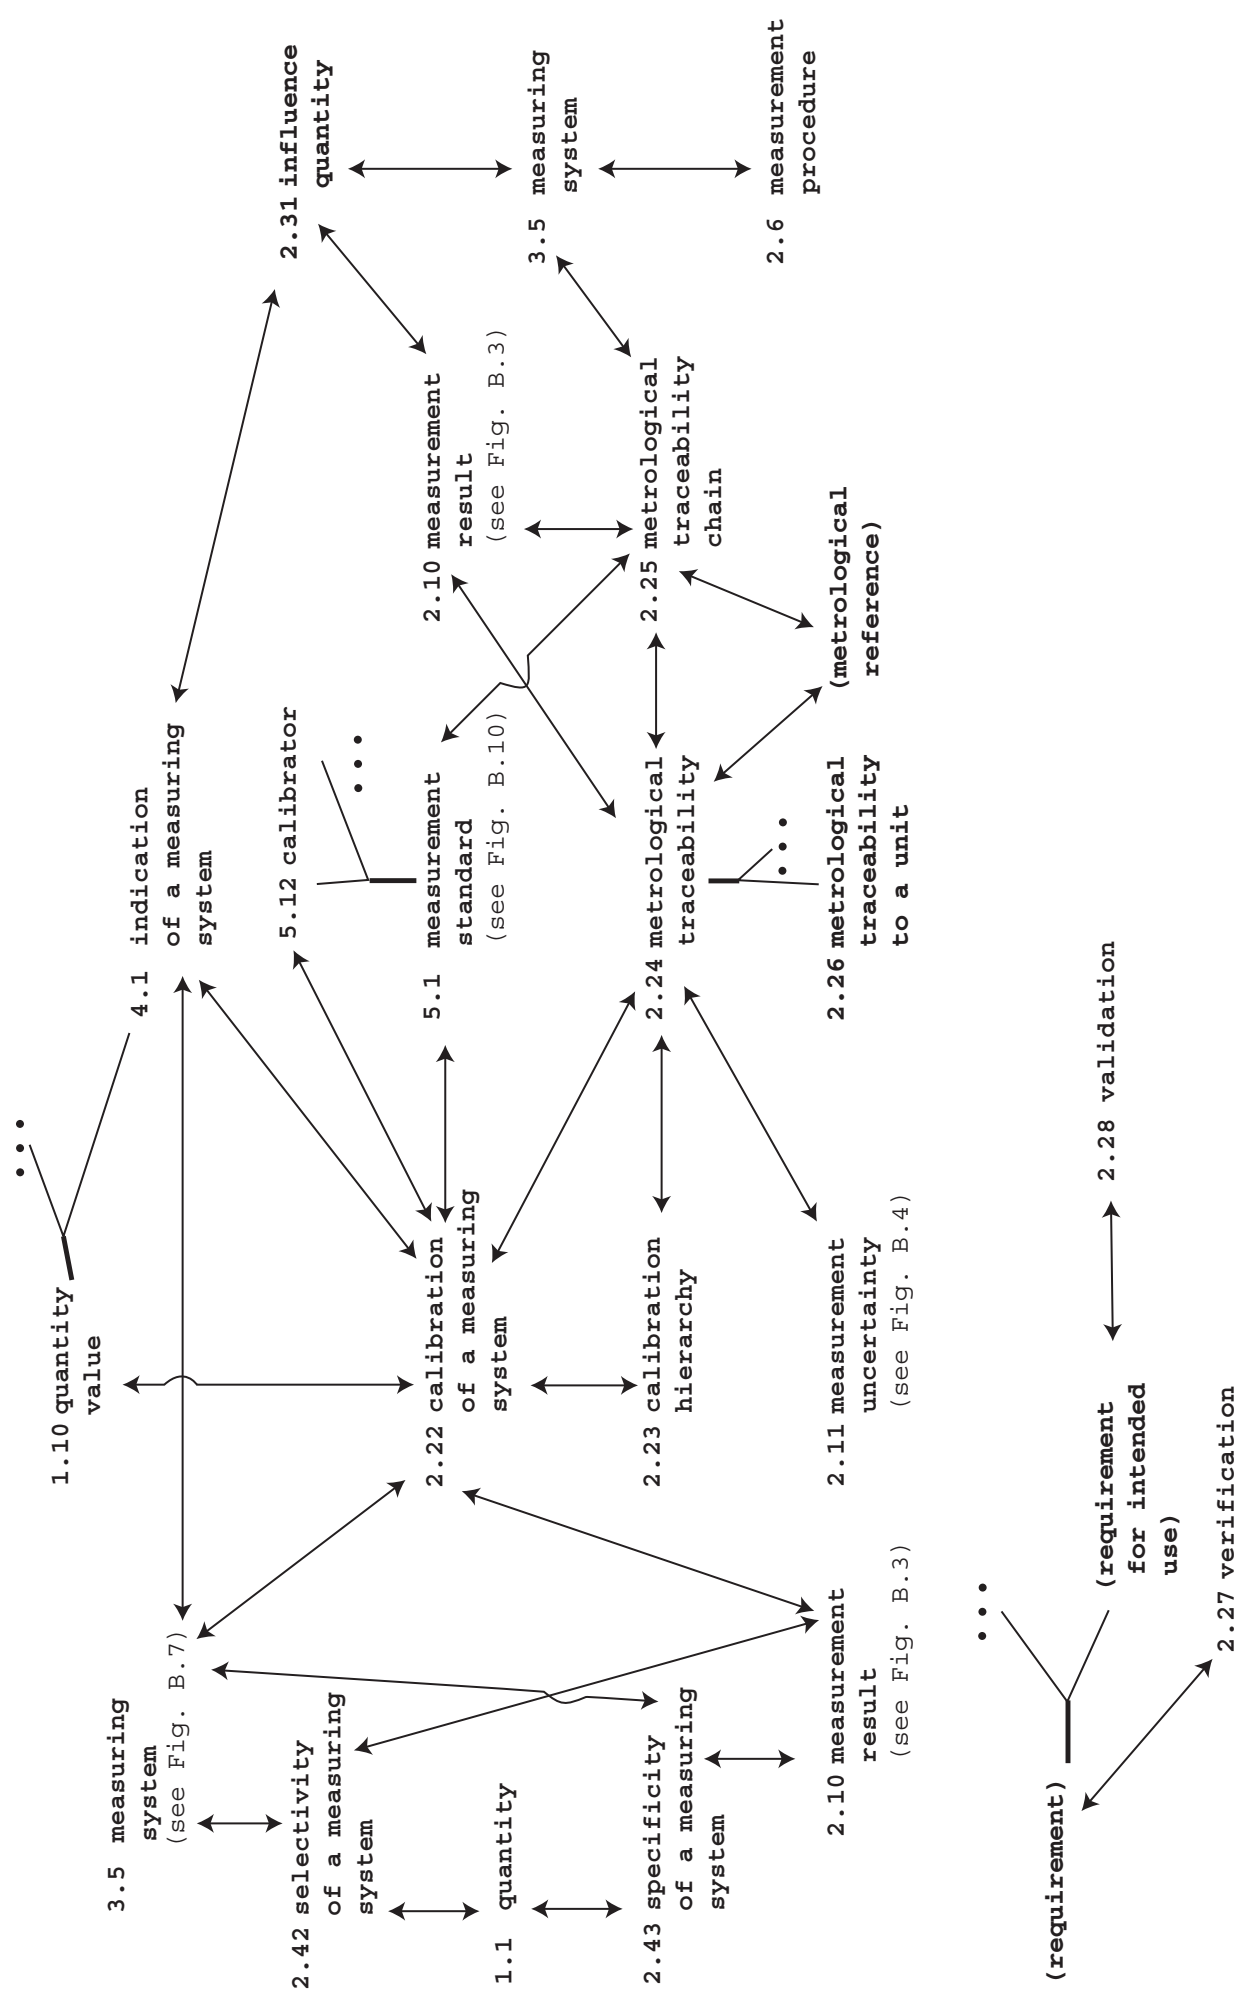 1.10 quantity
value
4.1 indication
of a measuring
system
3.5 measuring
system
(see Fig. B.7)
2.42 selectivity
of a measuring
system
5.12 calibrator
2.31 influence
quantity
2.22 calibration
of a measuring
system
5.1 measurement
standard
(see Fig. B.10)
2.10 measurement
result
(see Fig. B.3)
1.1 quantity
3.5 measuring
system
2.43 specificity
of a measuring
system
2.23 calibration
hierarchy
2.24 metrological
traceability
2.25 metrological
traceability
chain
2.6 measurement
procedure
2.10 measurement
result
(see Fig. B.3)
2.11 measurement
uncertainty
(see Fig. B.4)
2.26 metrological
traceability
to a unit
(metrological
reference)
(requirement)
(requirement
for intended
use)
2.28 validation
2.27 verification